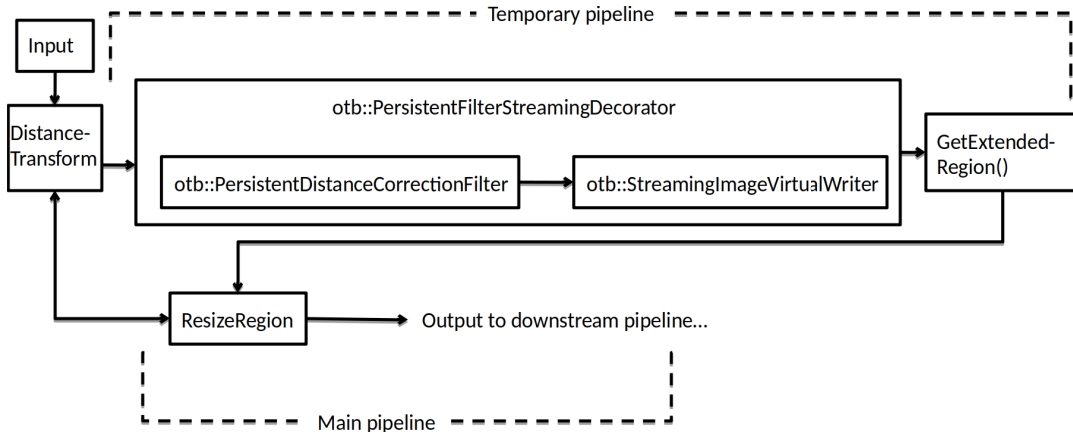 Temporary pipeline
Input
otb::PersistentFilterStreamingDecorator
Distance-
Transform
GetExtended-
Region()
otb::PersistentDistanceCorrectionFilter
otb::StreamingImageVirtualWriter
ResizeRegion
Output to downstream pipeline...
Main pipeline